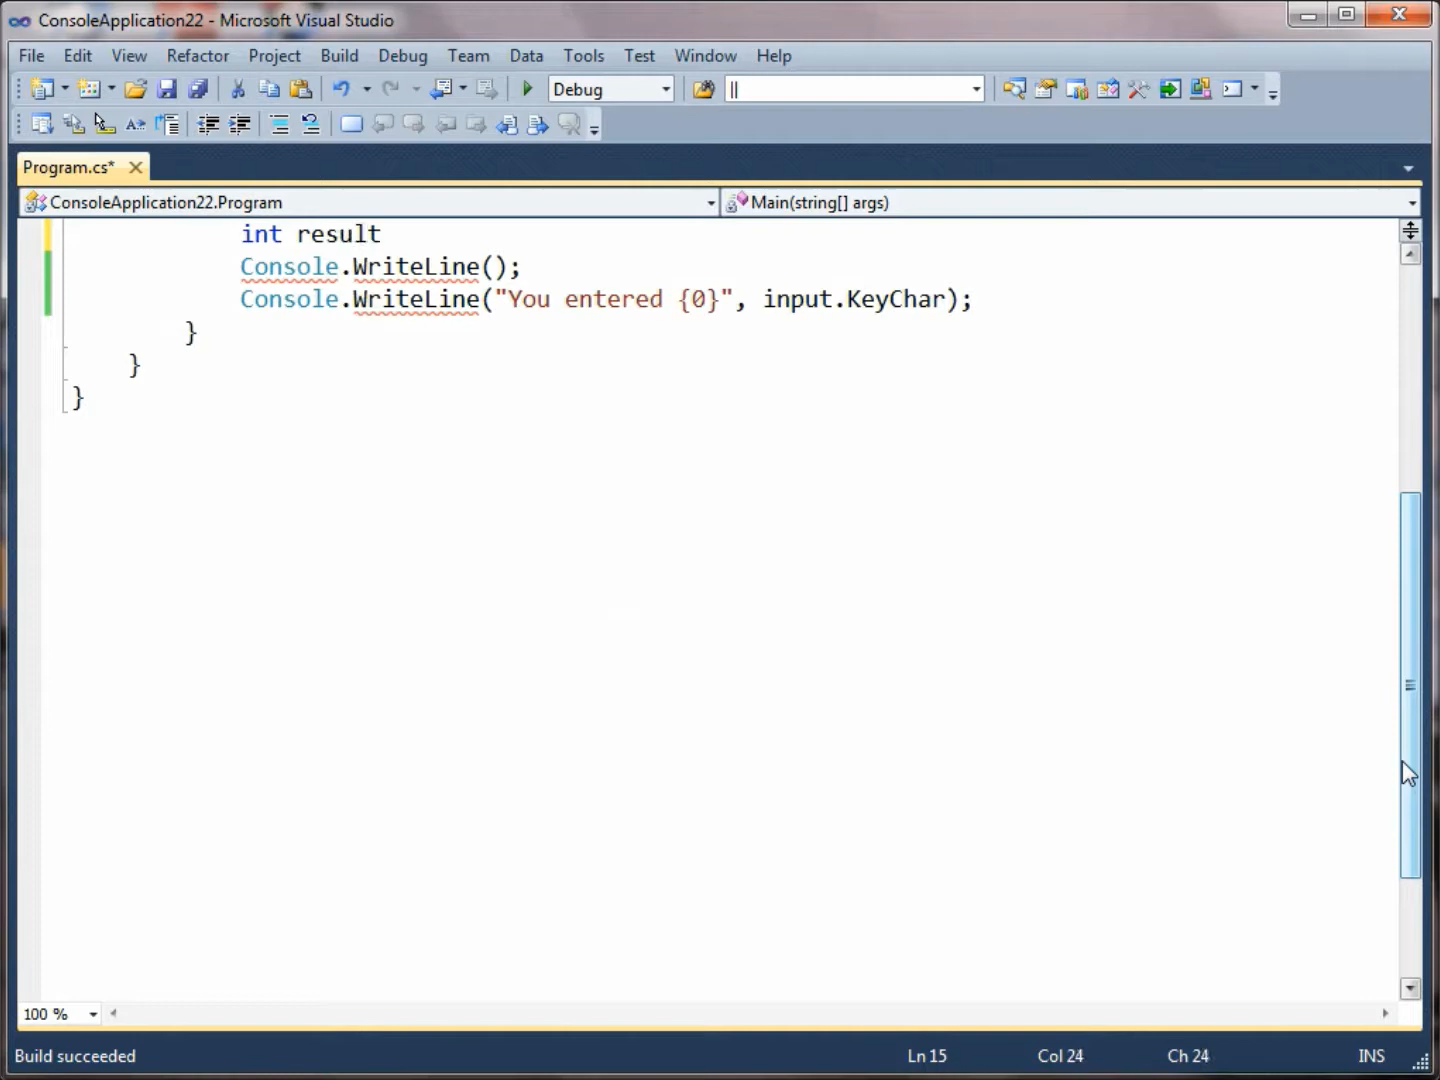 ConsoleApplication22 - Microsoft Visual Studio
File Edit View Refactor Project Build Debug Team Data Tools Test Window Help
Debug ||
Program.cs*
ConsoleApplication22.Program Main(string[] args)
int result
Console.WriteLine();
Console.WriteLine("You entered {0}", input.KeyChar);
}
}
}
100 %
Build succeeded Ln 15 Col 24 Ch 24 INS